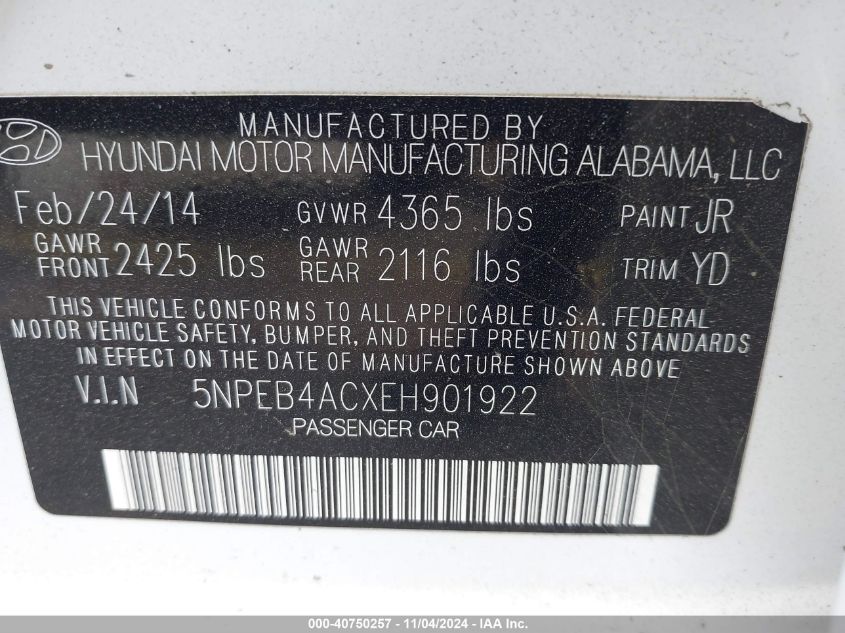 MANUFACTURED BY
HYUNDAI MOTOR MANUFACTURING ALABAMA, LLC
Feb/24/14 GVWR 4365 lbs PAINT JR
GAWR FRONT 2425 lbs GAWR REAR 2116 lbs TRIM YD
THIS VEHICLE CONFORMS TO ALL APPLICABLE U.S.A. FEDERAL
MOTOR VEHICLE SAFETY, BUMPER, AND THEFT PREVENTION STANDARDS
IN EFFECT ON THE DATE OF MANUFACTURE SHOWN ABOVE
V.I.N 5NPEB4ACXEH901922
PASSENGER CAR
000-40750257 - 11/04/2024 - IAA Inc.